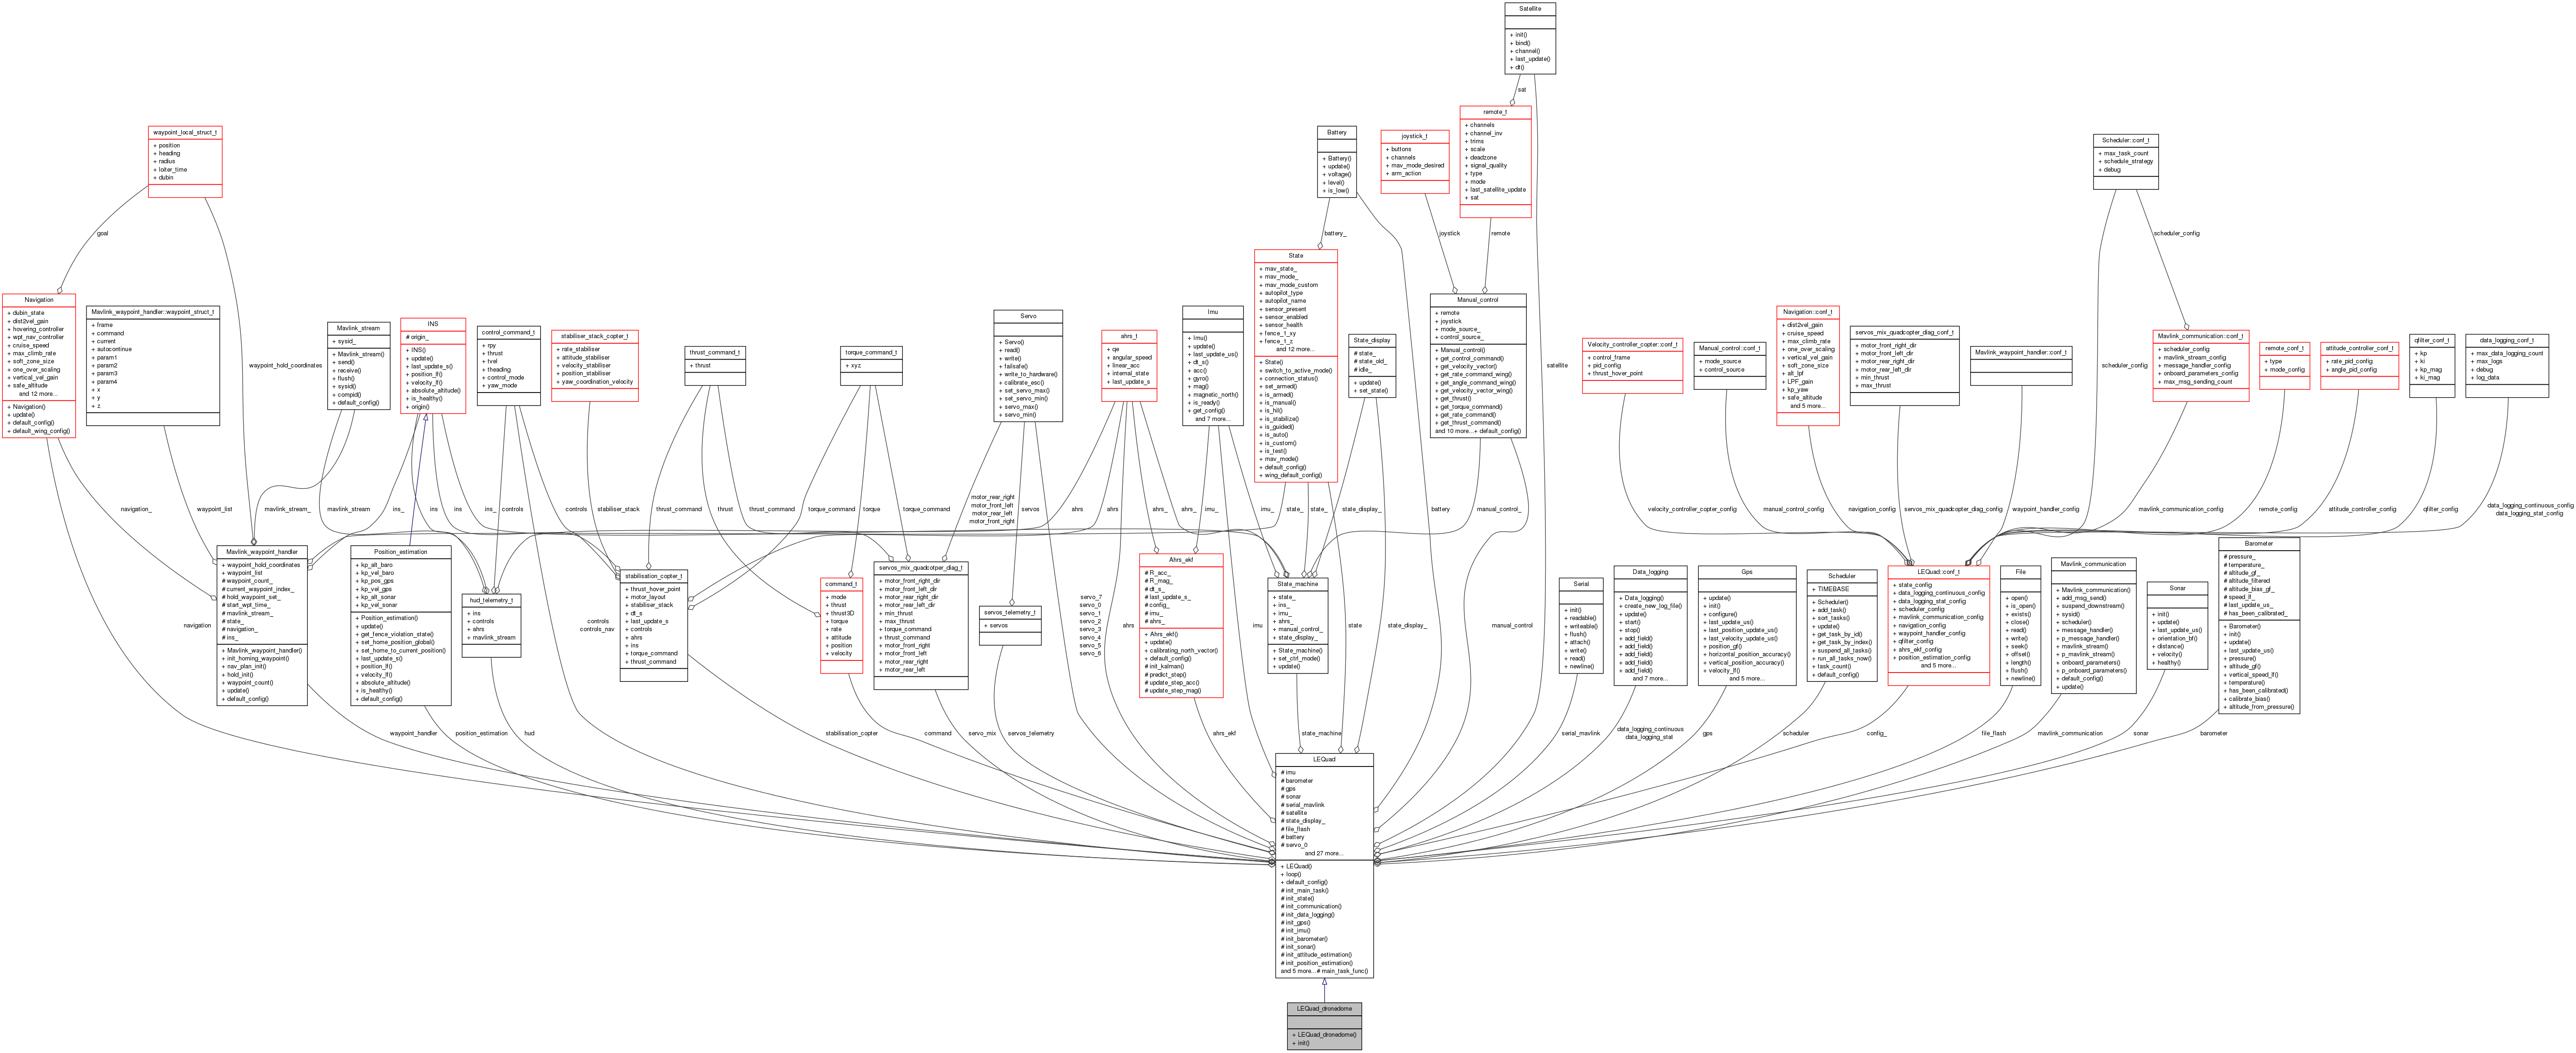 Satellite
+ init()
+ bind()
+ channel()
+ last_update()
+ dt()
sat
remote_t
+ channels
+ channel_inv
+ trims
+ scale
+ deadzone
+ signal_quality
+ type
+ mode
+ last_satellite_update
+ sat
waypoint_local_struct_t
+ position
+ heading
+ radius
+ loiter_time
+ dubin
Battery
+ Battery()
+ update()
+ voltage()
+ level()
+ is_low()
joystick_t
+ buttons
+ channels
+ mav_mode_desired
+ arm_action
Scheduler::conf_t
+ max_task_count
+ schedule_strategy
+ debug
goal
battery_
joystick
remote
scheduler_config
State
+ mav_state_
+ mav_mode_
+ mav_mode_custom
+ autopilot_type
+ autopilot_name
+ sensor_present
+ sensor_enabled
+ sensor_health
+ fence_1_xy
+ fence_1_z
and 12 more...
+ State()
+ switch_to_active_mode()
+ connection_status()
+ set_armed()
+ is_armed()
+ is_manual()
+ is_hil()
+ is_stabilize()
+ is_guided()
+ is_auto()
+ is_custom()
+ is_test()
+ mav_mode()
+ default_config()
+ wing_default_config()
Navigation
+ dubin_state
+ dist2vel_gain
+ hovering_controller
+ wpt_nav_controller
+ cruise_speed
+ max_climb_rate
+ soft_zone_size
+ one_over_scaling
+ vertical_vel_gain
+ safe_altitude
and 12 more...
+ Navigation()
+ update()
+ default_config()
+ default_wing_config()
Mavlink_waypoint_handler::waypoint_struct_t
+ frame
+ command
+ current
+ autocontinue
+ param1
+ param2
+ param3
+ param4
+ x
+ y
+ z
waypoint_hold_coordinates
Mavlink_stream
+ sysid_
+ Mavlink_stream()
+ send()
+ receive()
+ flush()
+ sysid()
+ compid()
+ default_config()
INS
# origin_
+ INS()
+ update()
+ last_update_s()
+ position_lf()
+ velocity_lf()
+ absolute_altitude()
+ is_healthy()
+ origin()
control_command_t
+ rpy
+ thrust
+ tvel
+ theading
+ control_mode
+ yaw_mode
stabiliser_stack_copter_t
+ rate_stabiliser
+ attitude_stabiliser
+ velocity_stabiliser
+ position_stabiliser
+ yaw_coordination_velocity
thrust_command_t
+ thrust
torque_command_t
+ xyz
Servo
+ Servo()
+ read()
+ write()
+ failsafe()
+ write_to_hardware()
+ calibrate_esc()
+ set_servo_max()
+ set_servo_min()
+ servo_max()
+ servo_min()
ahrs_t
+ qe
+ angular_speed
+ linear_acc
+ internal_state
+ last_update_s
Imu
+ Imu()
+ update()
+ last_update_us()
+ dt_s()
+ acc()
+ gyro()
+ mag()
+ magnetic_north()
+ is_ready()
+ get_config()
and 7 more...
State_display
# state_
# state_old_
# idle_
+ update()
+ set_state()
Manual_control
+ remote
+ joystick
+ mode_source_
+ control_source_
+ Manual_control()
+ get_control_command()
+ get_velocity_vector()
+ get_rate_command_wing()
+ get_angle_command_wing()
+ get_velocity_vector_wing()
+ get_thrust()
+ get_torque_command()
+ get_rate_command()
+ get_thrust_command()
and 10 more...+ default_config()
satellite
Velocity_controller_copter::conf_t
+ control_frame
+ pid_config
+ thrust_hover_point
Manual_control::conf_t
+ mode_source
+ control_source
Navigation::conf_t
+ dist2vel_gain
+ cruise_speed
+ max_climb_rate
+ one_over_scaling
+ vertical_vel_gain
+ soft_zone_size
+ alt_lpf
+ LPF_gain
+ kp_yaw
+ safe_altitude
and 5 more...
servos_mix_quadcopter_diag_conf_t
+ motor_front_right_dir
+ motor_front_left_dir
+ motor_rear_right_dir
+ motor_rear_left_dir
+ min_thrust
+ max_thrust
Mavlink_waypoint_handler::conf_t
scheduler_config
Mavlink_communication::conf_t
+ scheduler_config
+ mavlink_stream_config
+ message_handler_config
+ onboard_parameters_config
+ max_msg_sending_count
remote_conf_t
+ type
+ mode_config
attitude_controller_conf_t
+ rate_pid_config
+ angle_pid_config
qfilter_conf_t
+ kp
+ ki
+ kp_mag
+ ki_mag
data_logging_conf_t
+ max_data_logging_count
+ max_logs
+ debug
+ log_data
navigation_
waypoint_list
mavlink_stream_
mavlink_stream
ins_
ins
ins
ins_
controls
controls
stabiliser_stack
thrust_command
thrust
thrust_command
torque_command
torque
torque_command
motor_rear_right
motor_front_left
motor_rear_left
motor_front_right
servos
ahrs
ahrs
ahrs_
ahrs_
imu_
imu_
state_
state_
state_display_
battery
manual_control_
velocity_controller_copter_config
manual_control_config
navigation_config
servos_mix_quadcopter_diag_config
waypoint_handler_config
mavlink_communication_config
remote_config
attitude_controller_config
qfilter_config
data_logging_continuous_config
data_logging_stat_config
Mavlink_waypoint_handler
+ waypoint_hold_coordinates
+ waypoint_list
# waypoint_count_
# current_waypoint_index_
# hold_waypoint_set_
# start_wpt_time_
# mavlink_stream_
# state_
# navigation_
# ins_
+ Mavlink_waypoint_handler()
+ init_homing_waypoint()
+ nav_plan_init()
+ hold_init()
+ waypoint_count()
+ update()
+ default_config()
Position_estimation
+ kp_alt_baro
+ kp_vel_baro
+ kp_pos_gps
+ kp_vel_gps
+ kp_alt_sonar
+ kp_vel_sonar
+ Position_estimation()
+ update()
+ get_fence_violation_state()
+ set_home_position_global()
+ set_home_to_current_position()
+ last_update_s()
+ position_lf()
+ velocity_lf()
+ absolute_altitude()
+ is_healthy()
+ default_config()
hud_telemetry_t
+ ins
+ controls
+ ahrs
+ mavlink_stream
controls
controls_nav
stabilisation_copter_t
+ thrust_hover_point
+ motor_layout
+ stabiliser_stack
+ dt_s
+ last_update_s
+ controls
+ ahrs
+ ins
+ torque_command
+ thrust_command
command_t
+ mode
+ thrust
+ thrust3D
+ torque
+ rate
+ attitude
+ position
+ velocity
servos_mix_quadcotper_diag_t
+ motor_front_right_dir
+ motor_front_left_dir
+ motor_rear_right_dir
+ motor_rear_left_dir
+ min_thrust
+ max_thrust
+ torque_command
+ thrust_command
+ motor_front_right
+ motor_front_left
+ motor_rear_right
+ motor_rear_left
servos_telemetry_t
+ servos
servo_7
servo_0
servo_1
servo_2
servo_3
servo_4
servo_5
servo_6
ahrs
Ahrs_ekf
# R_acc_
# R_mag_
# dt_s_
# last_update_s_
# config_
# imu_
# ahrs_
+ Ahrs_ekf()
+ update()
+ calibrating_north_vector()
+ default_config()
# init_kalman()
# predict_step()
# update_step_acc()
# update_step_mag()
imu
State_machine
+ state_
+ ins_
+ imu_
+ ahrs_
+ manual_control_
+ state_display_
+ State_machine()
+ set_ctrl_mode()
+ update()
state
state_display_
manual_control
Serial
+ init()
+ readable()
+ writeable()
+ flush()
+ attach()
+ write()
+ read()
+ newline()
Data_logging
+ Data_logging()
+ create_new_log_file()
+ update()
+ start()
+ stop()
+ add_field()
+ add_field()
+ add_field()
+ add_field()
+ add_field()
and 7 more...
Gps
+ update()
+ init()
+ configure()
+ last_update_us()
+ last_position_update_us()
+ last_velocity_update_us()
+ position_gf()
+ horizontal_position_accuracy()
+ vertical_position_accuracy()
+ velocity_lf()
and 5 more...
Scheduler
+ TIMEBASE
+ Scheduler()
+ add_task()
+ sort_tasks()
+ update()
+ get_task_by_id()
+ get_task_by_index()
+ suspend_all_tasks()
+ run_all_tasks_now()
+ task_count()
+ default_config()
LEQuad::conf_t
+ state_config
+ data_logging_continuous_config
+ data_logging_stat_config
+ scheduler_config
+ mavlink_communication_config
+ navigation_config
+ waypoint_handler_config
+ qfilter_config
+ ahrs_ekf_config
+ position_estimation_config
and 5 more...
File
+ open()
+ is_open()
+ exists()
+ close()
+ read()
+ write()
+ seek()
+ offset()
+ length()
+ flush()
+ newline()
Mavlink_communication
+ Mavlink_communication()
+ add_msg_send()
+ suspend_downstream()
+ sysid()
+ scheduler()
+ message_handler()
+ p_message_handler()
+ mavlink_stream()
+ p_mavlink_stream()
+ onboard_parameters()
+ p_onboard_parameters()
+ default_config()
+ update()
Sonar
+ init()
+ update()
+ last_update_us()
+ orientation_bf()
+ distance()
+ velocity()
+ healthy()
Barometer
# pressure_
# temperature_
# altitude_gf_
# altitude_filtered
# altitude_bias_gf_
# speed_lf_
# last_update_us_
# has_been_calibrated_
+ Barometer()
+ init()
+ update()
+ last_update_us()
+ pressure()
+ altitude_gf()
+ vertical_speed_lf()
+ temperature()
+ has_been_calibrated()
+ calibrate_bias()
+ altitude_from_pressure()
navigation
waypoint_handler
position_estimation
hud
stabilisation_copter
command
servo_mix
servos_telemetry
ahrs_ekf
state_machine
serial_mavlink
data_logging_continuous
data_logging_stat
gps
scheduler
config_
file_flash
mavlink_communication
sonar
barometer
LEQuad
# imu
# barometer
# gps
# sonar
# serial_mavlink
# satellite
# state_display_
# file_flash
# battery
# servo_0
and 27 more...
+ LEQuad()
+ loop()
+ default_config()
# init_main_task()
# init_state()
# init_communication()
# init_data_logging()
# init_gps()
# init_imu()
# init_barometer()
# init_sonar()
# init_attitude_estimation()
# init_position_estimation()
and 5 more...# main_task_func()
LEQuad_dronedome
+ LEQuad_dronedome()
+ init()